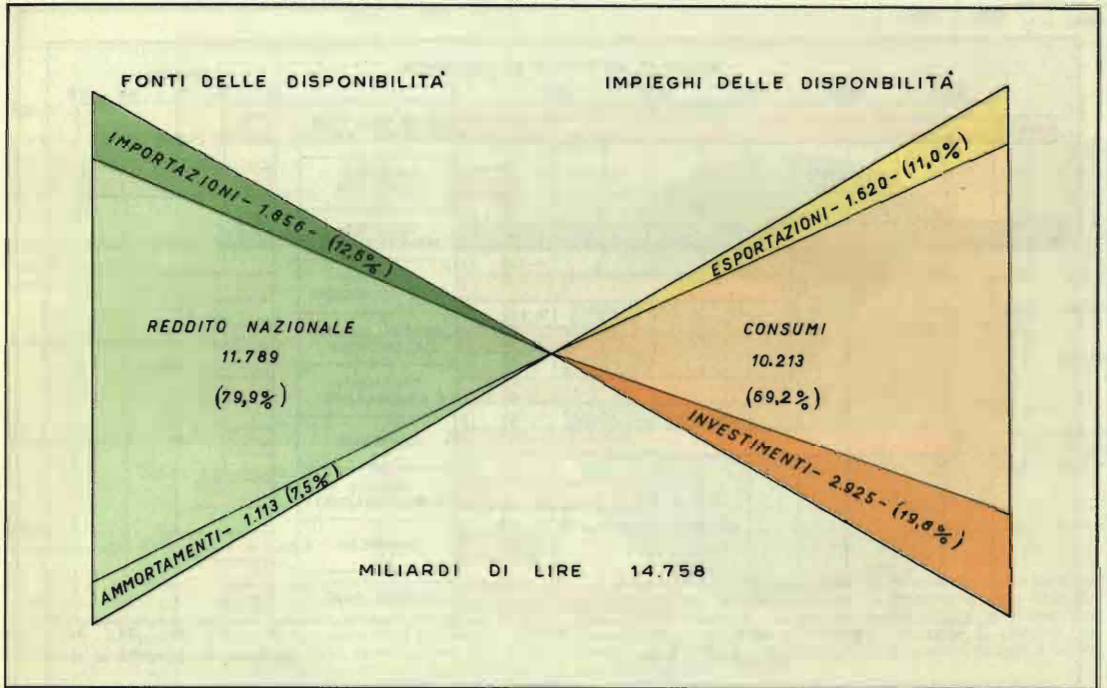 FONTI DELLE DISPONIBILITA'
IMPORTAZIONI - 1.856 - (12,6%)
REDDITO NAZIONALE
11.789
(79,9%)
AMMORTAMENTI - 1.113 (7,5%)
IMPIEGHI DELLE DISPONBILTA'
ESPORTAZIONI - 1.620 - (11,0%)
CONSUMI
10.213
(69,2%)
INVESTIMENTI - 2.925 - (19,8%)
MILIARDI DI LIRE 14.758